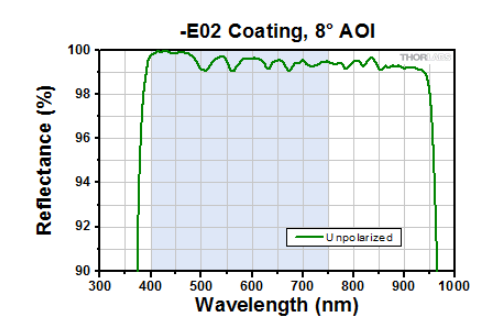 -E02 Coating, 8° AOI
Reflectance (%)
100
98
96
94
92
90
THORLABS
Unpolarized
300 400 500 600 700 800 900 1000
Wavelength (nm)